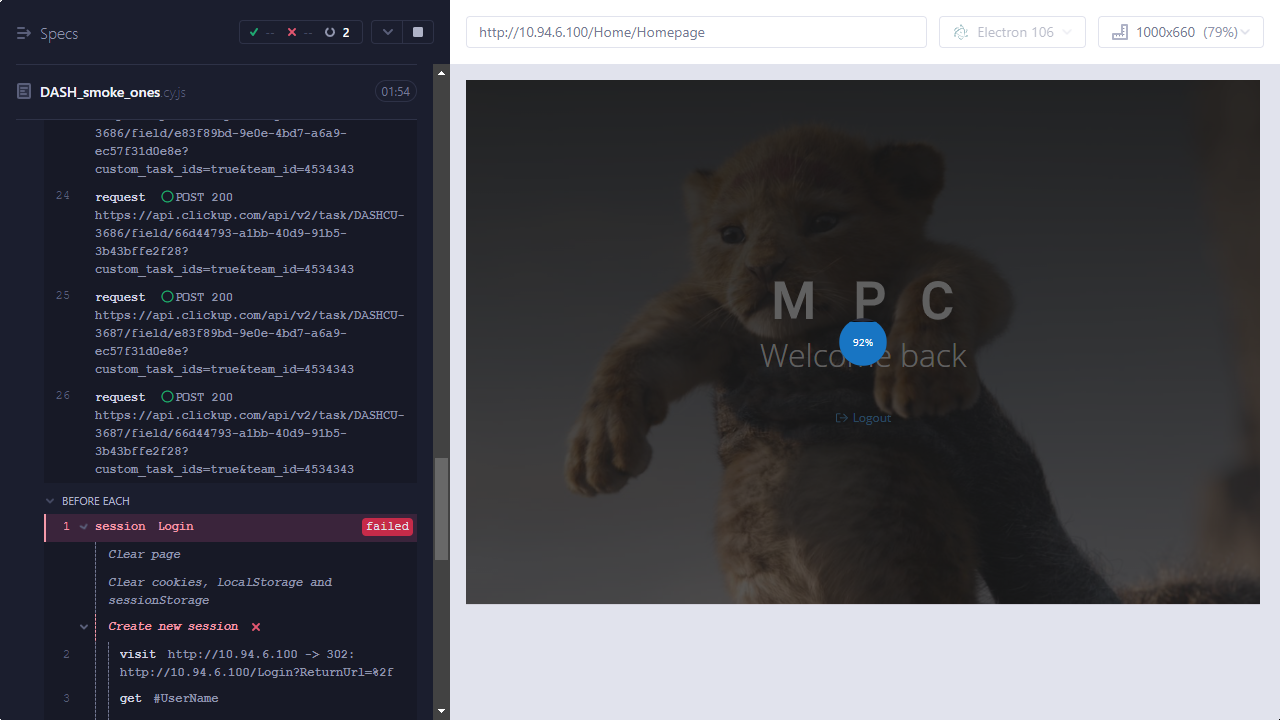 Specs
--
--
2
http://10.94.6.100/Home/Homepage
Electron 106
1000x660 (79%)
DASH_smoke_ones.cy.js
01:54
3686/field/e83f89bd-9e0e-4bd7-a6a9-
ec57f31d0e8e?
custom_task_ids=true&team_id=4534343
24 request POST 200
https://api.clickup.com/api/v2/task/DASHCU-
3686/field/66d44793-a1bb-40d9-91b5-
3b43bffe2f28?
custom_task_ids=true&team_id=4534343
25 request POST 200
https://api.clickup.com/api/v2/task/DASHCU-
3687/field/e83f89bd-9e0e-4bd7-a6a9-
ec57f31d0e8e?
custom_task_ids=true&team_id=4534343
26 request POST 200
https://api.clickup.com/api/v2/task/DASHCU-
3687/field/66d44793-a1bb-40d9-91b5-
3b43bffe2f28?
custom_task_ids=true&team_id=4534343
BEFORE EACH
1 session Login failed
Clear page
Clear cookies, localStorage and
sessionStorage
Create new session
2 visit http://10.94.6.100 -> 302:
http://10.94.6.100/Login?ReturnUrl=%2f
3 get #UserName
M P C
92%
Welcome back
Logout